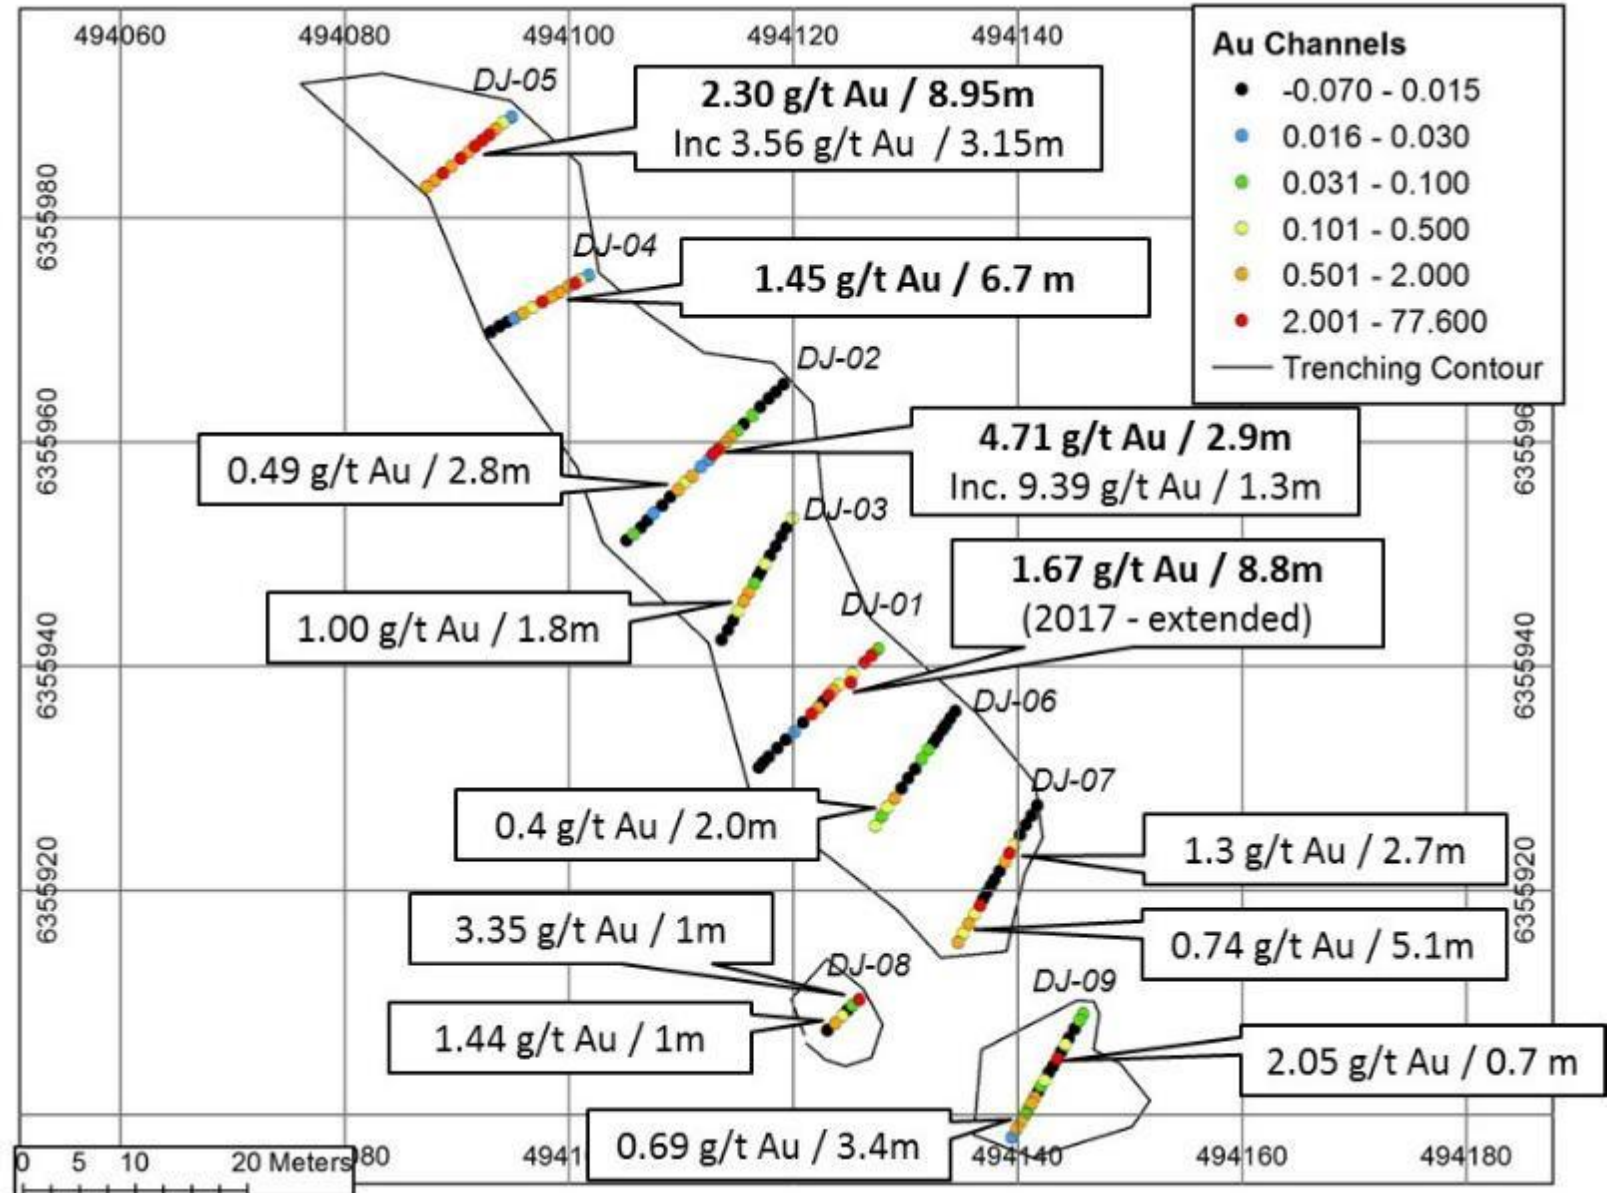 494060
494080
494100
494120
494140
Au Channels
-0.070 - 0.015
0.016 - 0.030
0.031 - 0.100
0.101 - 0.500
0.501 - 2.000
2.001 - 77.600
Trenching Contour
DJ-05
2.30 g/t Au / 8.95m
Inc 3.56 g/t Au / 3.15m
6355980
DJ-04
1.45 g/t Au / 6.7 m
DJ-02
6355960
635596
0.49 g/t Au / 2.8m
4.71 g/t Au / 2.9m
Inc. 9.39 g/t Au / 1.3m
DJ-03
1.67 g/t Au / 8.8m
(2017 - extended)
1.00 g/t Au / 1.8m
DJ-01
6355940
6355940
DJ-06
DJ-07
0.4 g/t Au / 2.0m
1.3 g/t Au / 2.7m
6355920
6355920
3.35 g/t Au / 1m
0.74 g/t Au / 5.1m
DJ-08
DJ-09
1.44 g/t Au / 1m
2.05 g/t Au / 0.7 m
0.69 g/t Au / 3.4m
0 5 10 20 Meters
080
4941
494140
494160
494180